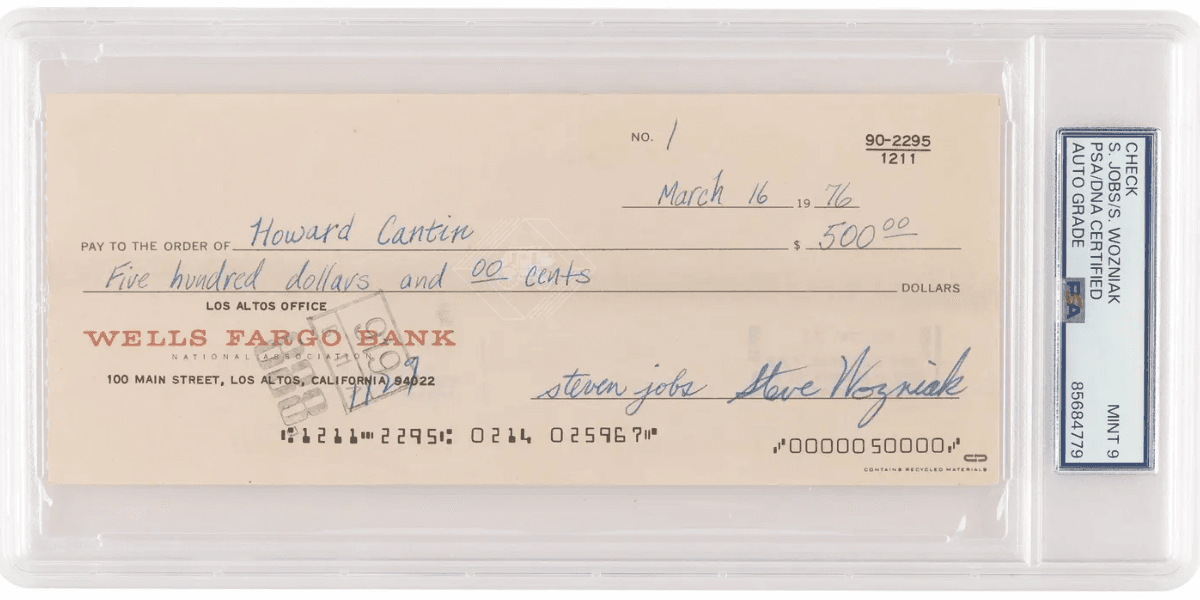 NO. 1
90-2295
1211
March 16 1976
PAY TO THE ORDER OF Howard Cantin $ 500 00
Five hundred dollars and 00 cents DOLLARS
LOS ALTOS OFFICE
WELLS FARGO BANK
NATIONAL ASSOCIATION
100 MAIN STREET, LOS ALTOS, CALIFORNIA 94022
919
1129
steven jobs Steve Wozniak
1211 2295 0214 025967
0000050000
CONTAINS RECYCLED MATERIALS
CHECK
S. JOBS/S. WOZNIAK
PSA/DNA CERTIFIED
AUTO GRADE MINT 9
PSA
85684779